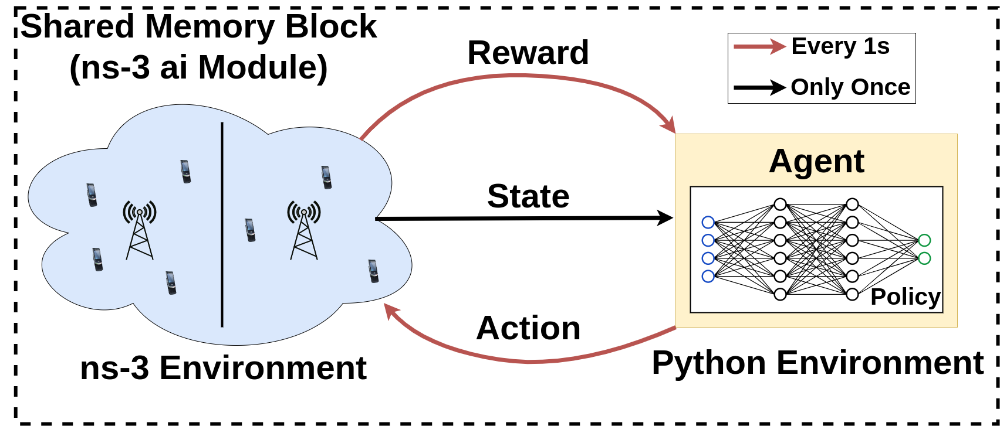 Shared Memory Block
(ns-3 ai Module)
Reward
Every 1s
Only Once
Agent
State
Policy
Action
ns-3 Environment
Python Environment